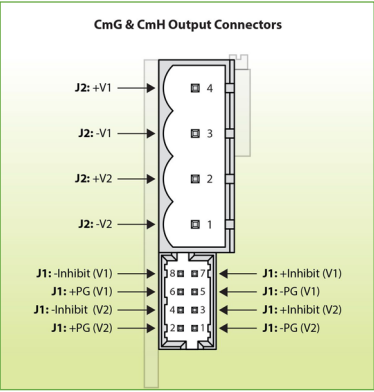 CmG & CmH Output Connectors
J2: +V1
4
J2: -V1
3
J2: +V2
2
J2: -V2
1
J1: -Inhibit (V1) 8 7 J1: +Inhibit (V1)
J1: +PG (V1) 6 5 J1: -PG (V1)
J1: -Inhibit (V2) 4 3 J1: +Inhibit (V2)
J1: +PG (V2) 2 1 J1: -PG (V2)